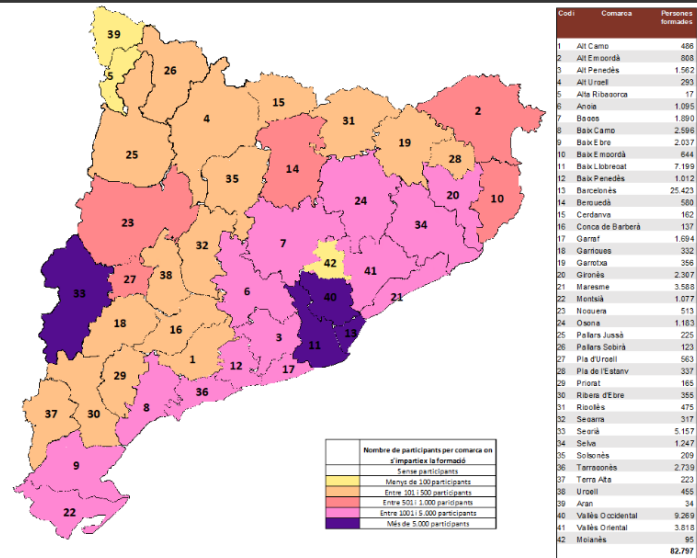 39
5
26
4
15
31
2
19
28
25
35
14
20
10
24
34
23
32
7
42
41
38
27
33
6
40
21
18
16
3
13
11
1
12
17
29
36
8
37
30
9
22
Nombre de participants per comarca on
s'imparteix la formació
Sense participants
Menys de 100 participants
Entre 101 i 500 participants
Entre 501 i 1.000 participants
Entre 1001 i 5.000 participants
Més de 5.000 participants
Codi Comarca Persones formades
1 Alt Camp 486
2 Alt Empordà 808
3 Alt Penedès 1.562
4 Alt Urgell 293
5 Alta Ribagorça 17
6 Anoia 1.095
7 Bages 1.890
8 Baix Camp 2.596
9 Baix Ebre 2.037
10 Baix Empordà 644
11 Baix Llobregat 7.199
12 Baix Penedès 1.012
13 Barcelonès 25.423
14 Berguedà 580
15 Cerdanya 162
16 Conca de Barberà 137
17 Garraf 1.694
18 Garrigues 332
19 Garrotxa 356
20 Gironès 2.307
21 Maresme 3.588
22 Montsià 1.077
23 Noguera 513
24 Osona 1.183
25 Pallars Jussà 225
26 Pallars Sobirà 123
27 Pla d'Urgell 563
28 Pla de l'Estany 337
29 Priorat 165
30 Ribera d'Ebre 355
31 Ripollès 475
32 Segarra 317
33 Segrià 5.157
34 Selva 1.247
35 Solsonès 209
36 Tarragonès 2.739
37 Terra Alta 223
38 Urgell 455
39 Aran 34
40 Vallès Occidental 9.269
41 Vallès Oriental 3.818
42 Moianès 95
82.797